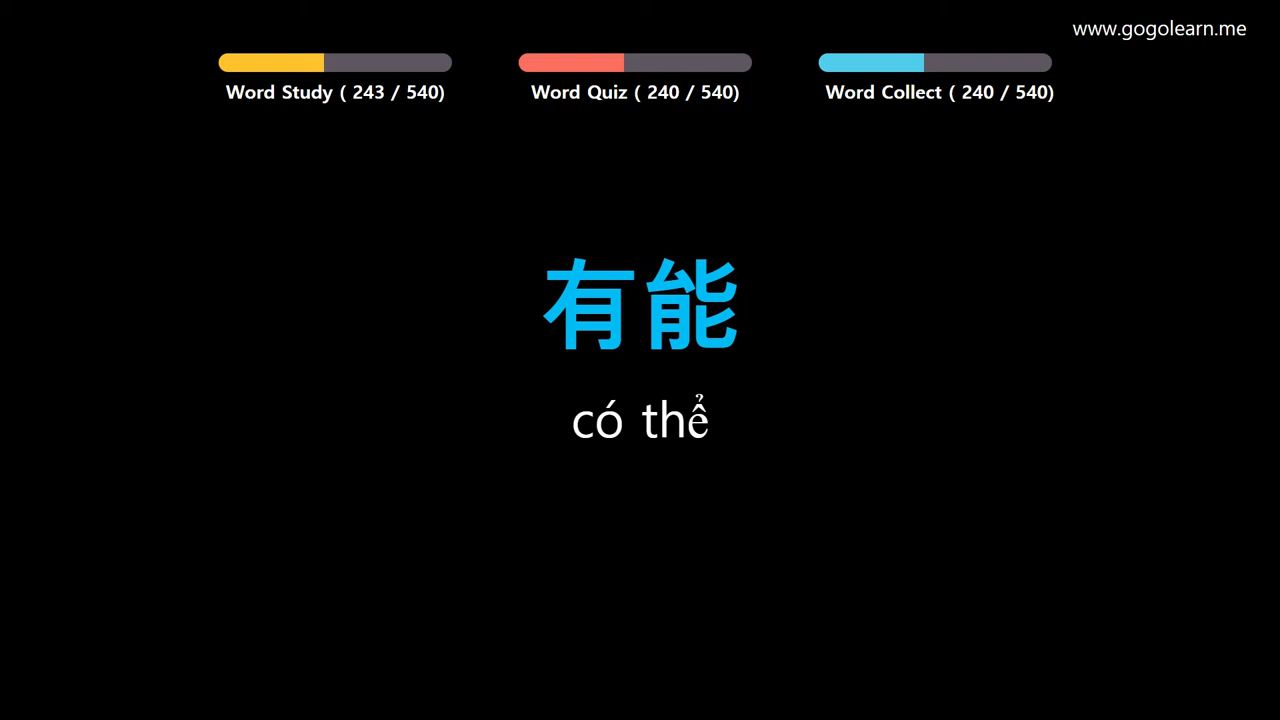 www.gogolearn.me
Word Study ( 243 / 540)
Word Quiz ( 240 / 540)
Word Collect ( 240 / 540)
有能
có thể